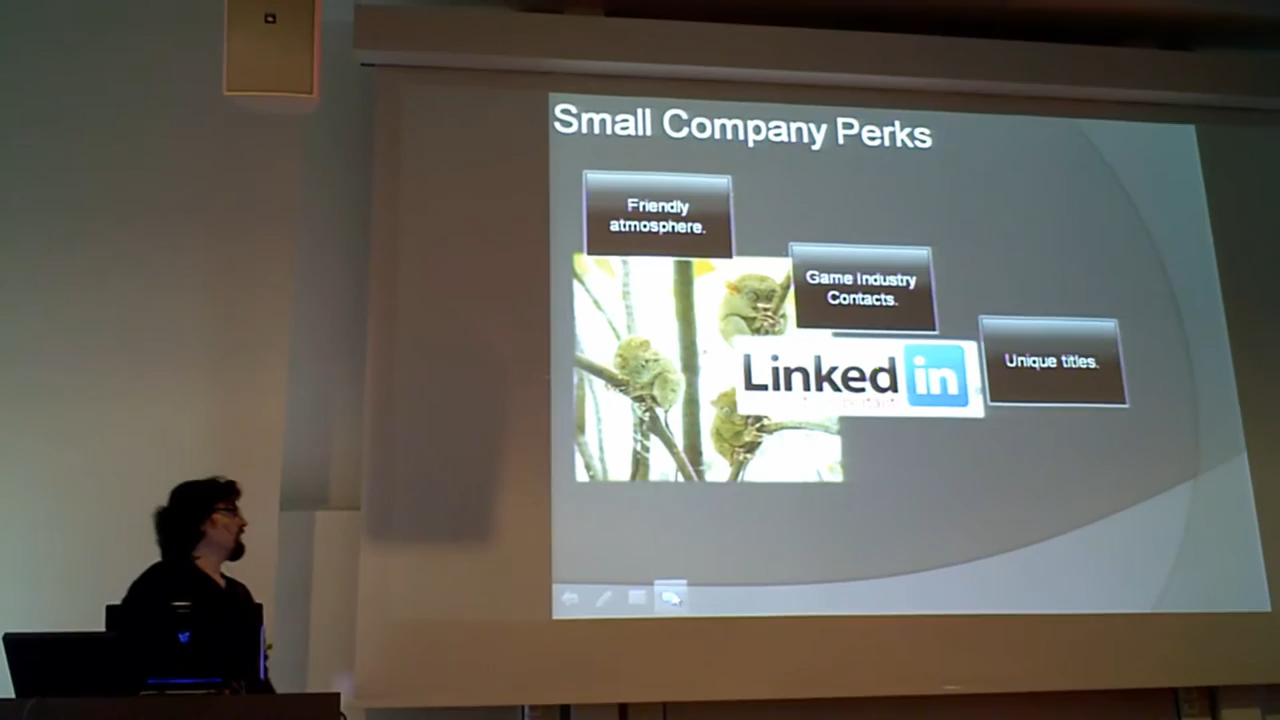 Small Company Perks
Friendly
atmosphere.
Game Industry
Contacts.
Linked in
Unique titles.